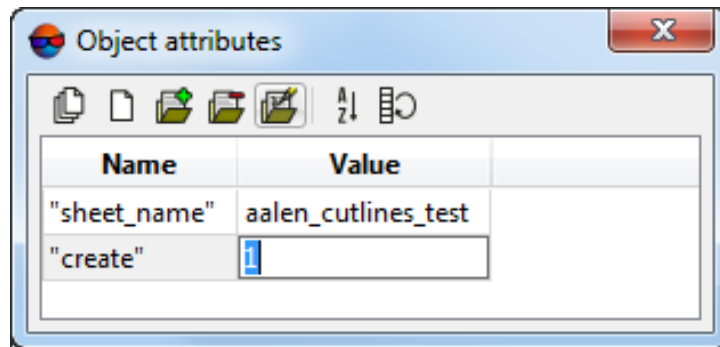 Object attributes
Name Value
"sheet_name" aalen_cutlines_test
"create" 1